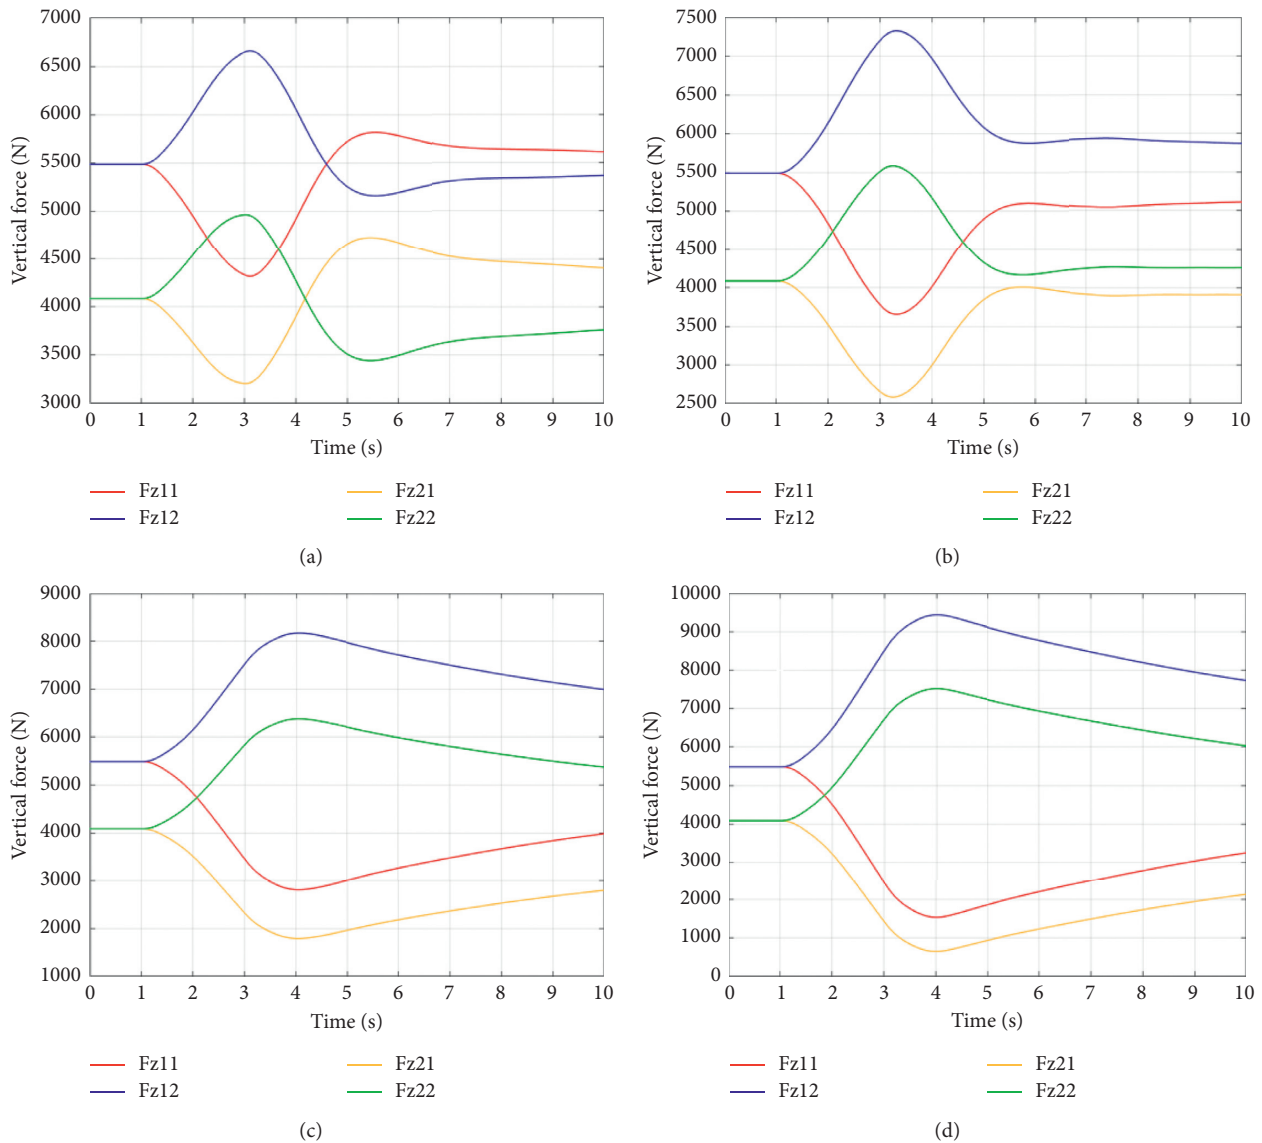 7000
6500
6000
5500
5000
4500
4000
3500
3000
Vertical force (N)
0 1 2 3 4 5 6 7 8 9 10
Time (s)
Fz11 Fz21
Fz12 Fz22
(a)
7500
7000
6500
6000
5500
5000
4500
4000
3500
3000
2500
Vertical force (N)
0 1 2 3 4 5 6 7 8 9 10
Time (s)
Fz11 Fz21
Fz12 Fz22
(b)
9000
8000
7000
6000
5000
4000
3000
2000
1000
Vertical force (N)
0 1 2 3 4 5 6 7 8 9 10
Time (s)
Fz11 Fz21
Fz12 Fz22
(c)
10000
9000
8000
7000
6000
5000
4000
3000
2000
1000
0
Vertical force (N)
0 1 2 3 4 5 6 7 8 9 10
Time (s)
Fz11 Fz21
Fz12 Fz22
(d)